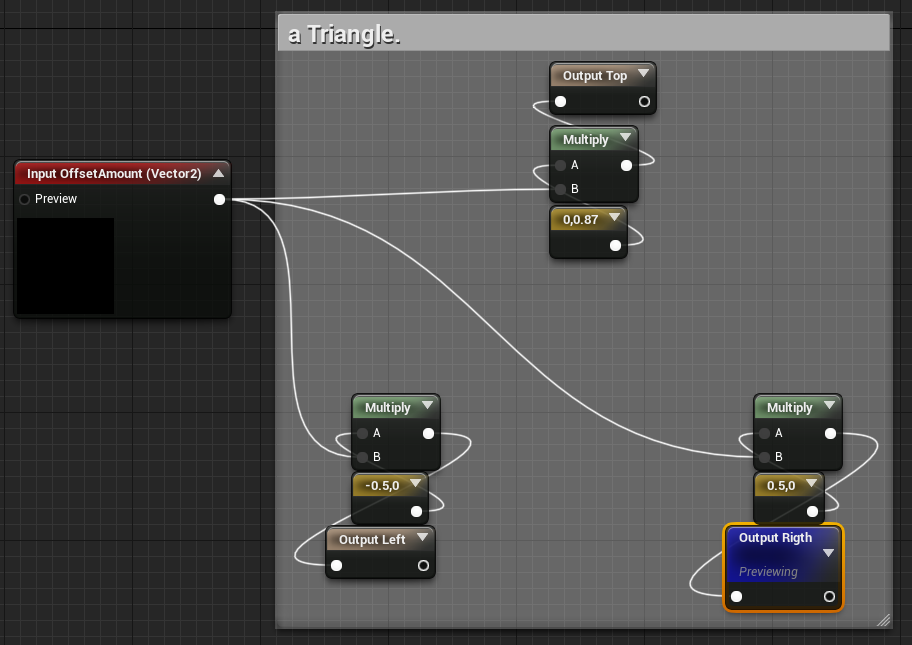 a Triangle.
Output Top
Multiply
A
B
0,0.87
Input OffsetAmount (Vector2)
Preview
Multiply
A
B
-0.5,0
Output Left
Multiply
A
B
0.5,0
Output Rigth
Previewing